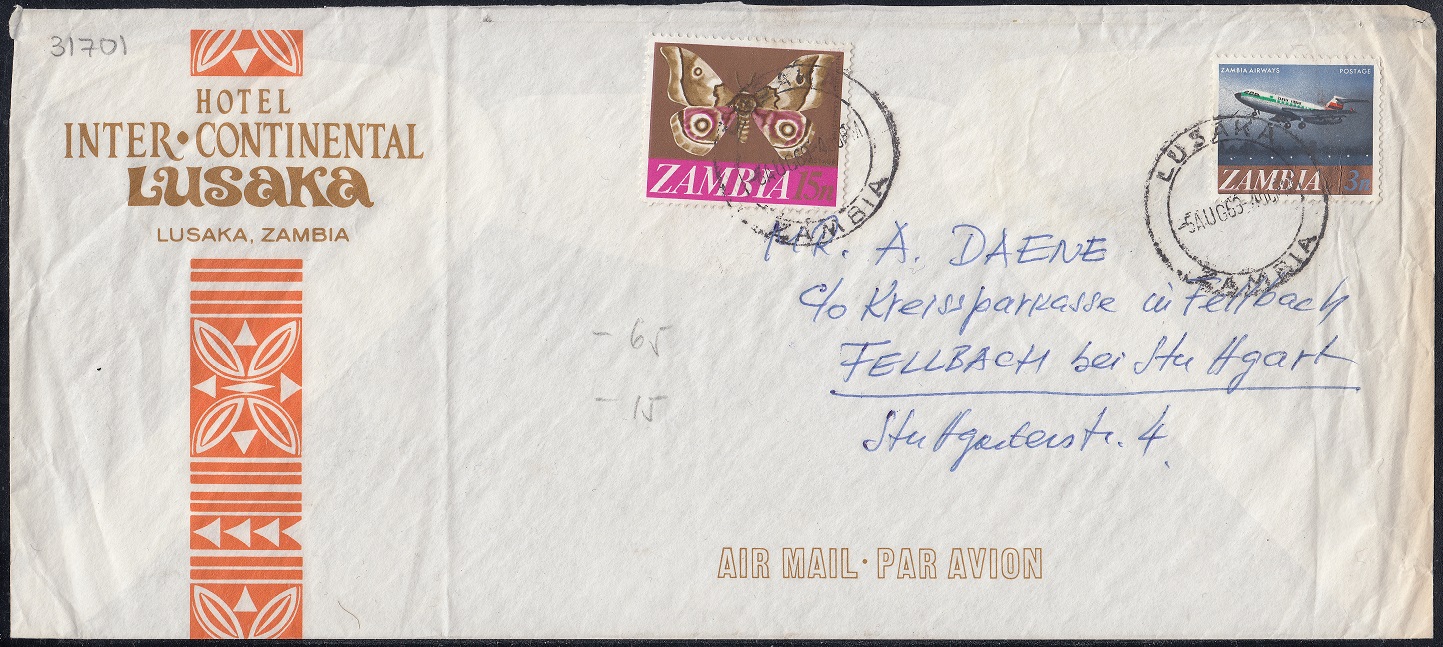 31701
HOTEL
INTER·CONTINENTAL
LUSAKA
LUSAKA, ZAMBIA
ZAMBIA 15n
ZAMBIA
ZAMBIA AIRWAYS POSTAGE
ZAMBIA 3n
LUSAKA
-5AUG69
ZAMBIA
MR. A. DAENE
c/o Kreissparkasse in Fellbach
FELLBACH bei Stuttgart
Stuttgarterstr. 4
- 65
- 15
AIR MAIL · PAR AVION